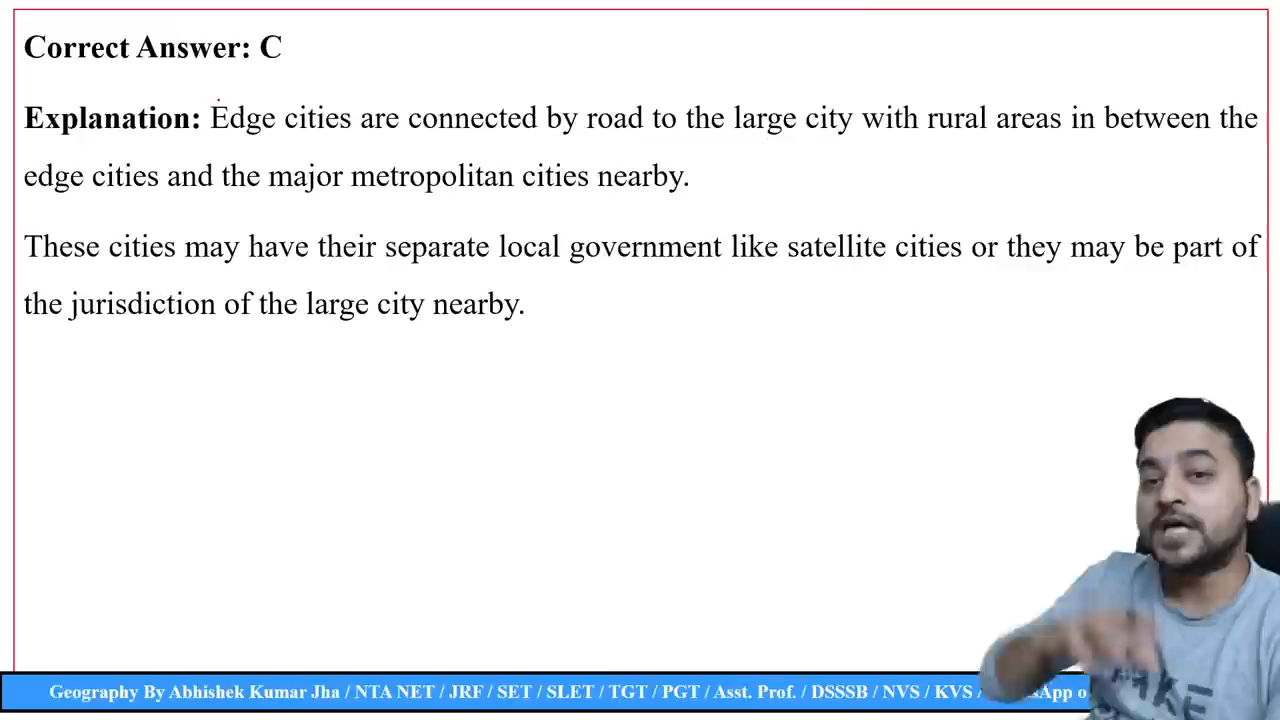 Correct Answer: C
Explanation: Edge cities are connected by road to the large city with rural areas in between the
edge cities and the major metropolitan cities nearby.
These cities may have their separate local government like satellite cities or they may be part of
the jurisdiction of the large city nearby.
Geography By Abhishek Kumar Jha / NTA NET / JRF / SET / SLET / TGT / PGT / Asst. Prof. / DSSSB / NVS / KVS /